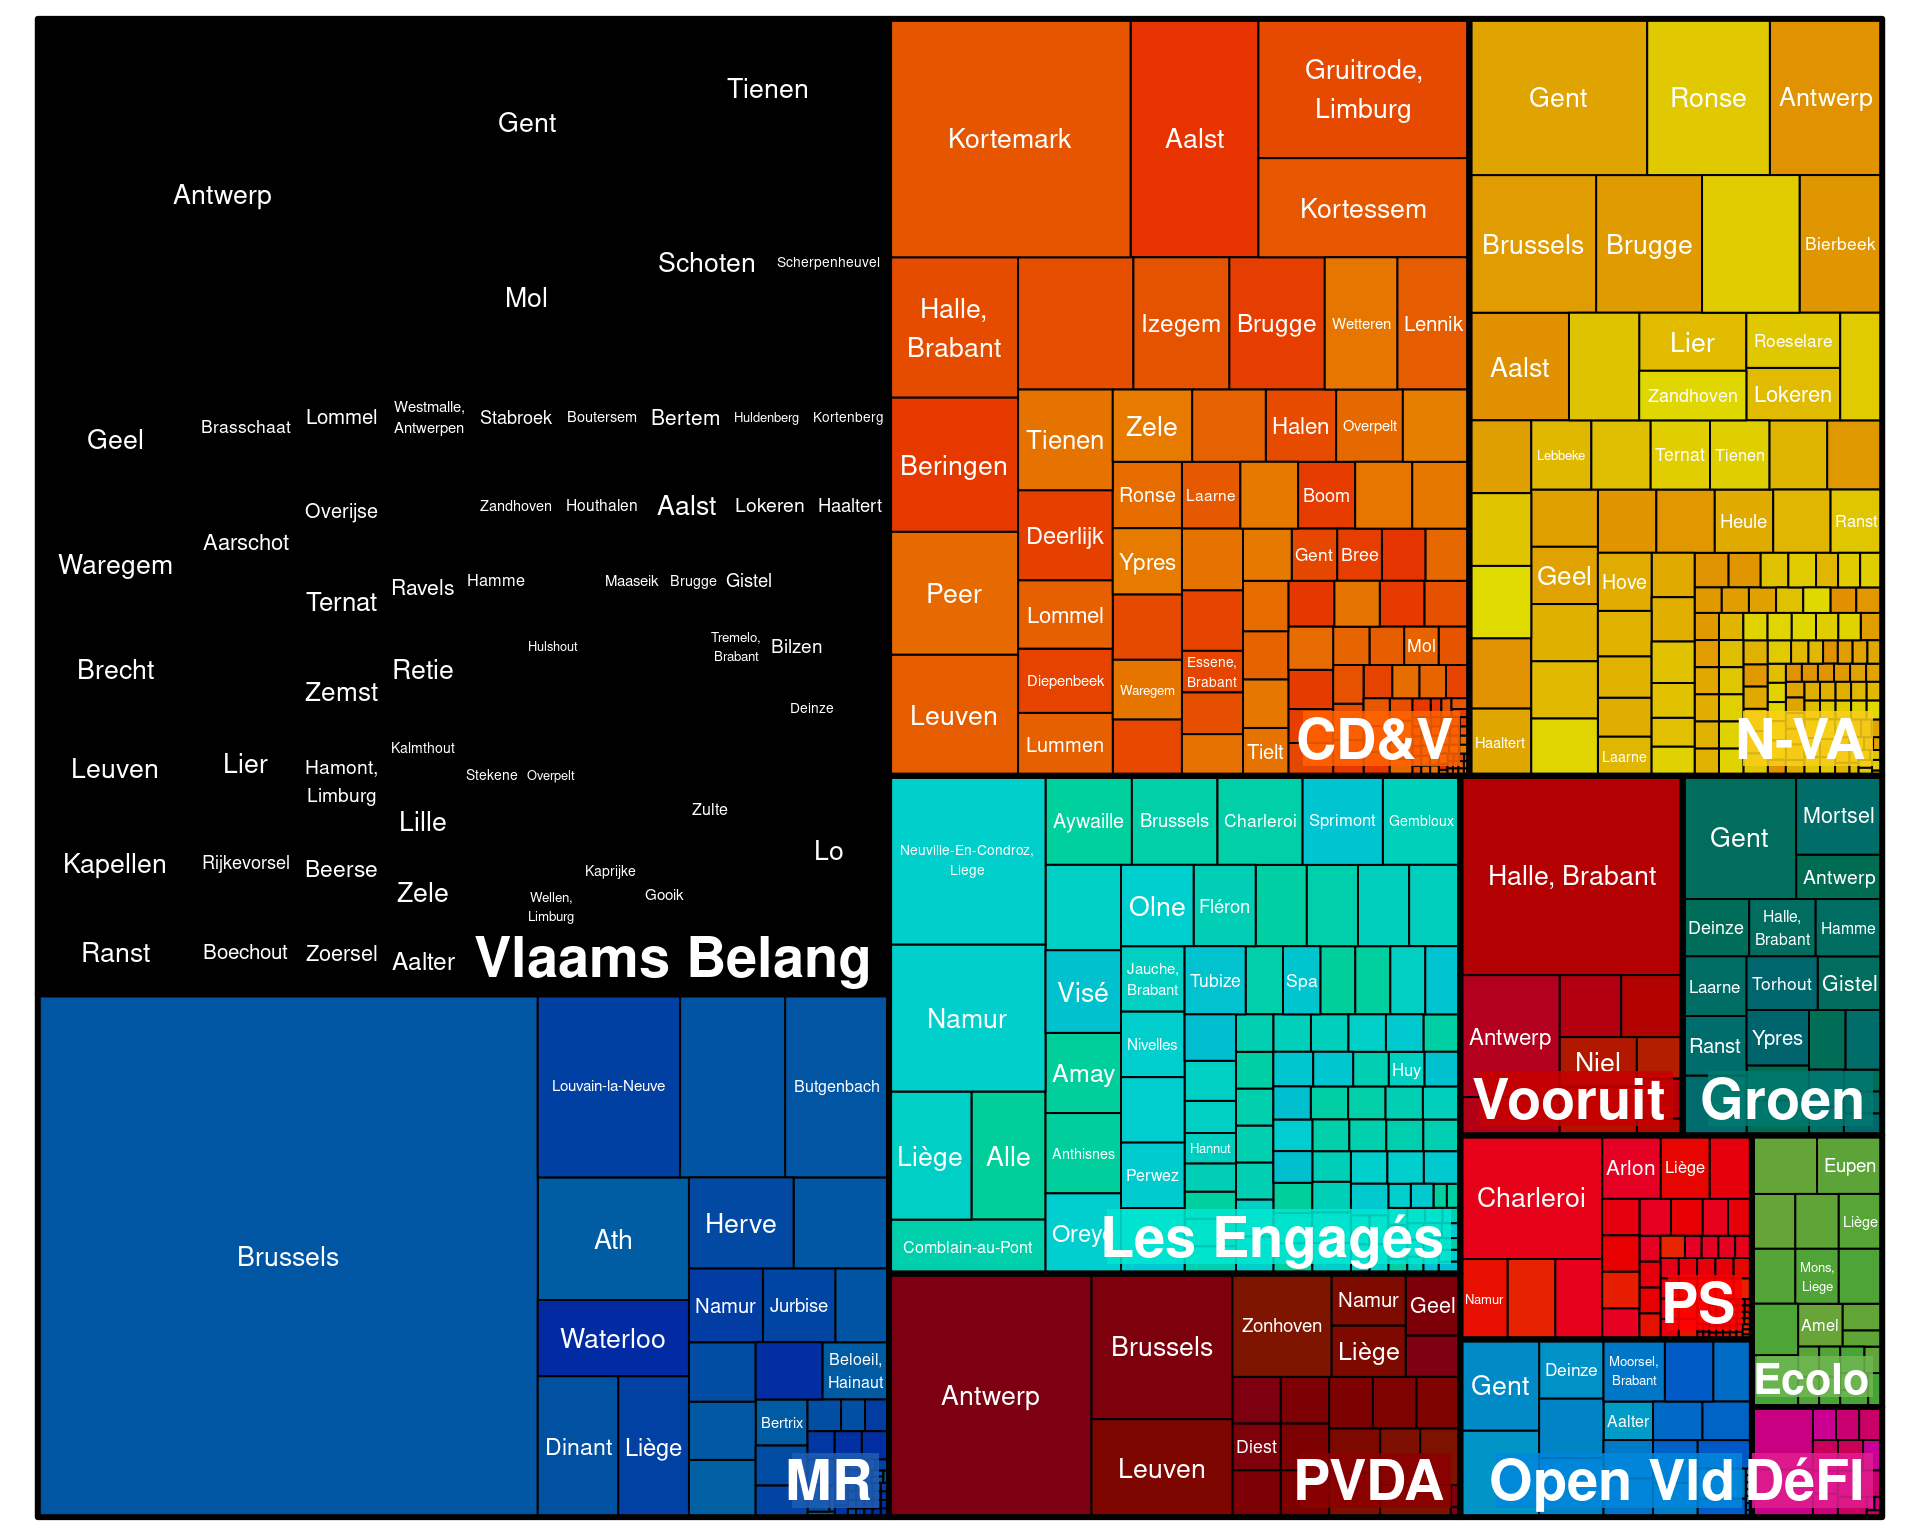 Tienen
Gent
Antwerp
Schoten
Scherpenheuvel
Mol
Geel
Brasschaat
Lommel
Westmalle,
Antwerpen
Stabroek
Boutersem
Bertem
Huldenberg
Kortenberg
Overijse
Zandhoven
Houthalen
Aalst
Lokeren
Haaltert
Waregem
Aarschot
Ternat
Ravels
Hamme
Maaseik
Brugge
Gistel
Hulshout
Tremelo,
Brabant
Bilzen
Brecht
Zemst
Retie
Deinze
Leuven
Lier
Hamont,
Limburg
Kalmthout
Stekene
Overpelt
Lille
Zulte
Lo
Kapellen
Rijkevorsel
Beerse
Zele
Kaprijke
Wellen,
Limburg
Gooik
Ranst
Boechout
Zoersel
Aalter
Vlaams Belang
Kortemark
Aalst
Gruitrode,
Limburg
Kortessem
Halle,
Brabant
Izegem
Brugge
Wetteren
Lennik
Beringen
Tienen
Zele
Halen
Overpelt
Ronse
Laarne
Boom
Deerlijk
Ypres
Gent
Bree
Peer
Lommel
Mol
Diepenbeek
Waregem
Essene,
Brabant
Leuven
Lummen
Tielt
CD&V
Gent
Ronse
Antwerp
Brussels
Brugge
Bierbeek
Aalst
Lier
Roeselare
Zandhoven
Lokeren
Lebbeke
Ternat
Tienen
Heule
Ranst
Geel
Hove
Haaltert
Laarne
N-VA
Brussels
Louvain-la-Neuve
Butgenbach
Ath
Herve
Waterloo
Namur
Jurbise
Beloeil,
Hainaut
Bertrix
Dinant
Liège
MR
Neuville-En-Condroz,
Liege
Aywaille
Brussels
Charleroi
Sprimont
Gembloux
Olne
Fléron
Namur
Visé
Jauche,
Brabant
Tubize
Spa
Nivelles
Amay
Huy
Liège
Alle
Anthisnes
Hannut
Perwez
Comblain-au-Pont
Oreye
Les Engagés
Antwerp
Brussels
Zonhoven
Namur
Geel
Liège
Leuven
Diest
PVDA
Halle, Brabant
Antwerp
Niel
Vooruit
Gent
Mortsel
Antwerp
Deinze
Halle,
Brabant
Hamme
Laarne
Torhout
Gistel
Ranst
Ypres
Groen
Charleroi
Arlon
Liège
Namur
PS
Eupen
Liège
Mons,
Liege
Amel
Ecolo
Gent
Deinze
Moorsel,
Brabant
Aalter
Open Vld
DéFI